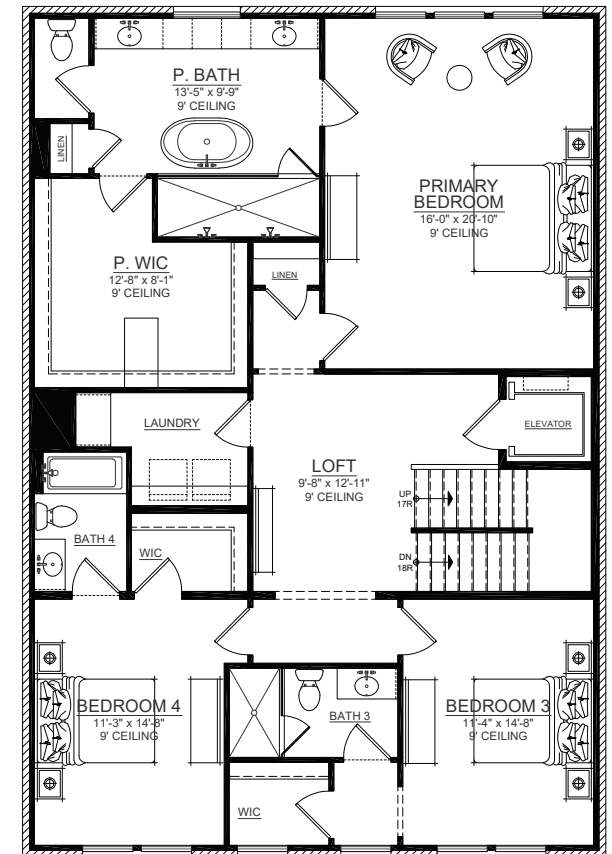 P. BATH
13'-5" x 9'-9"
9' CEILING
LINEN
PRIMARY
BEDROOM
16'-0" x 20'-10"
9' CEILING
P. WIC
12'-8" x 8'-1"
9' CEILING
LINEN
LAUNDRY
ELEVATOR
LOFT
9'-8" x 12'-11"
9' CEILING
UP
17R
BATH 4
WIC
DN
18R
BEDROOM 4
11'-3" x 14'-8"
9' CEILING
BATH 3
BEDROOM 3
11'-4" x 14'-8"
9' CEILING
WIC